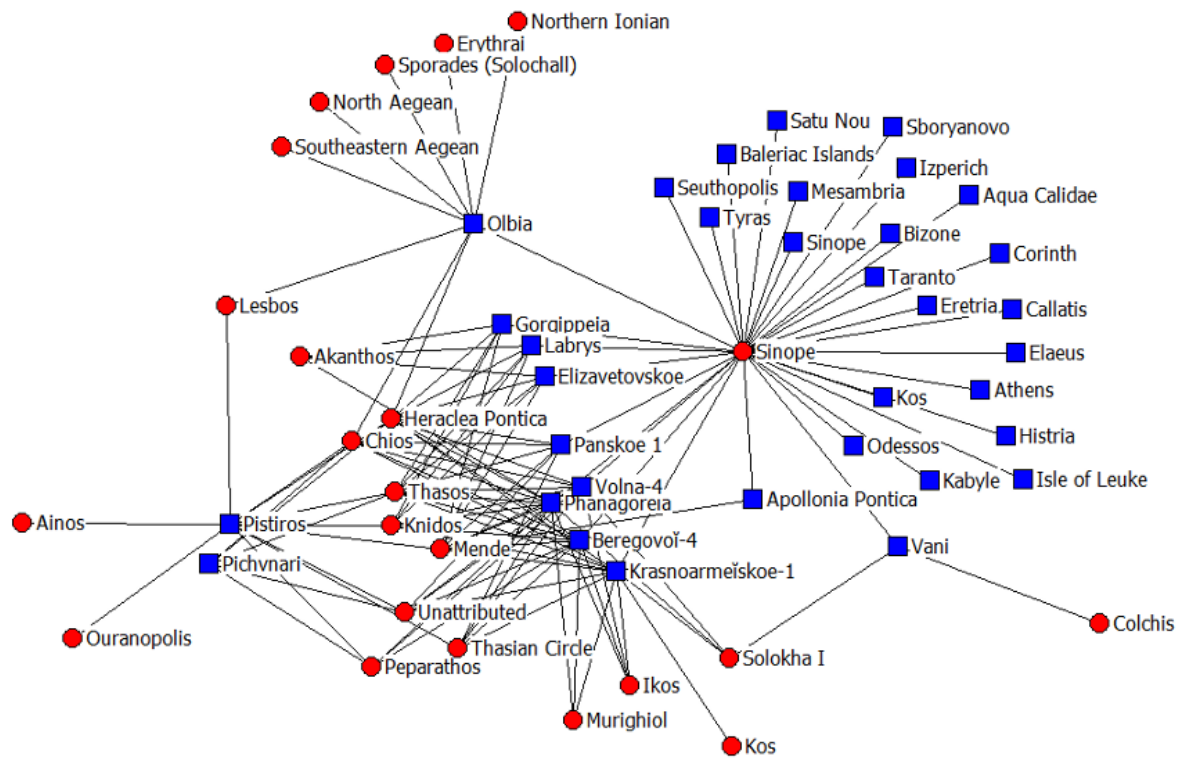 Northern Ionian
Erythrai
Sporades (Solochall)
North Aegean
Southeastern Aegean
Satu Nou
Sboryanovo
Baleriac Islands
Izperich
Seuthopolis
Mesambria
Aqua Calidae
Tyras
Olbia
Sinope
Bizone
Corinth
Taranto
Lesbos
Eretria
Callatis
Gorgippeia
Labrys
Sinope
Elaeus
Akanthos
Elizavetovskoe
Athens
Kos
Heraclea Pontica
Chios
Panskoe 1
Histria
Odessos
Kabyle
Isle of Leuke
Volna-4
Thasos
Phanagoreia
Apollonia Pontica
Ainos
Pistiros
Knidos
Beregovoĭ-4
Mende
Vani
Pichvnari
Krasnoarmeĭskoe-1
Unattributed
Colchis
Ouranopolis
Thasian Circle
Solokha I
Peparathos
Ikos
Murighiol
Kos